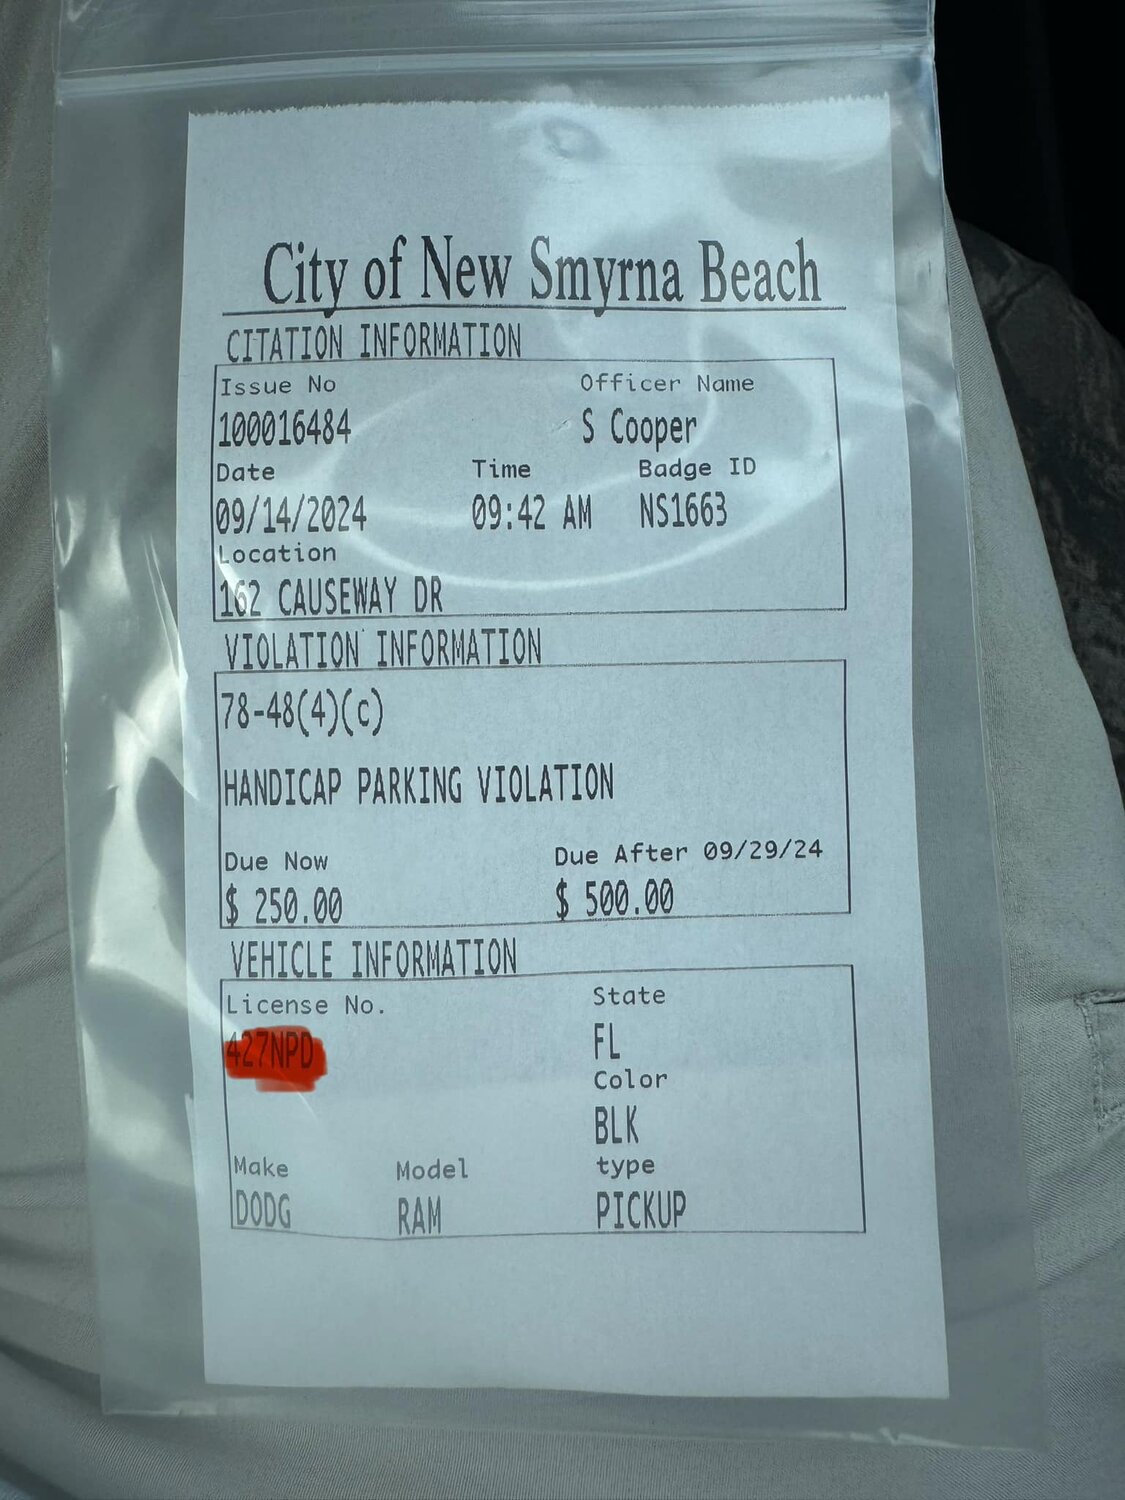 City of New Smyrna Beach
CITATION INFORMATION
Issue No Officer Name
100016484 S Cooper
Date Time Badge ID
09/14/2024 09:42 AM NS1663
Location
162 CAUSEWAY DR
VIOLATION INFORMATION
78-48(4)(c)
HANDICAP PARKING VIOLATION
Due Now Due After 09/29/24
$ 250.00 $ 500.00
VEHICLE INFORMATION
License No. State
FL
Color
BLK
Make Model type
DODG RAM PICKUP